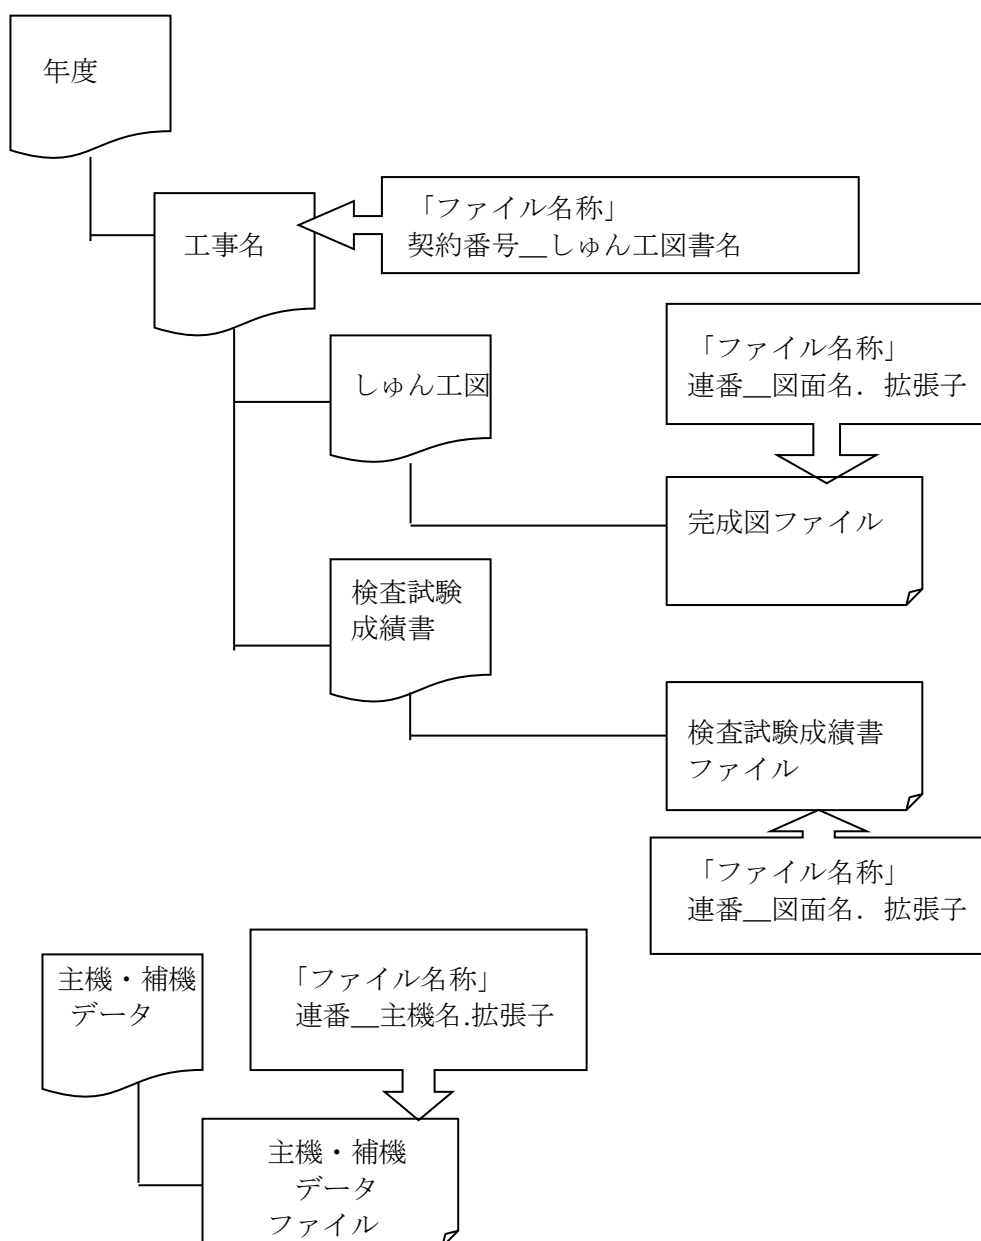 年度
工事名
「ファイル名称」
契約番号__しゅん工図書名
しゅん工図
「ファイル名称」
連番__図面名．拡張子
完成図ファイル
検査試験
成績書
検査試験成績書
ファイル
「ファイル名称」
連番__図面名．拡張子
主機・補機
データ
「ファイル名称」
連番__主機名.拡張子
主機・補機
データ
ファイル